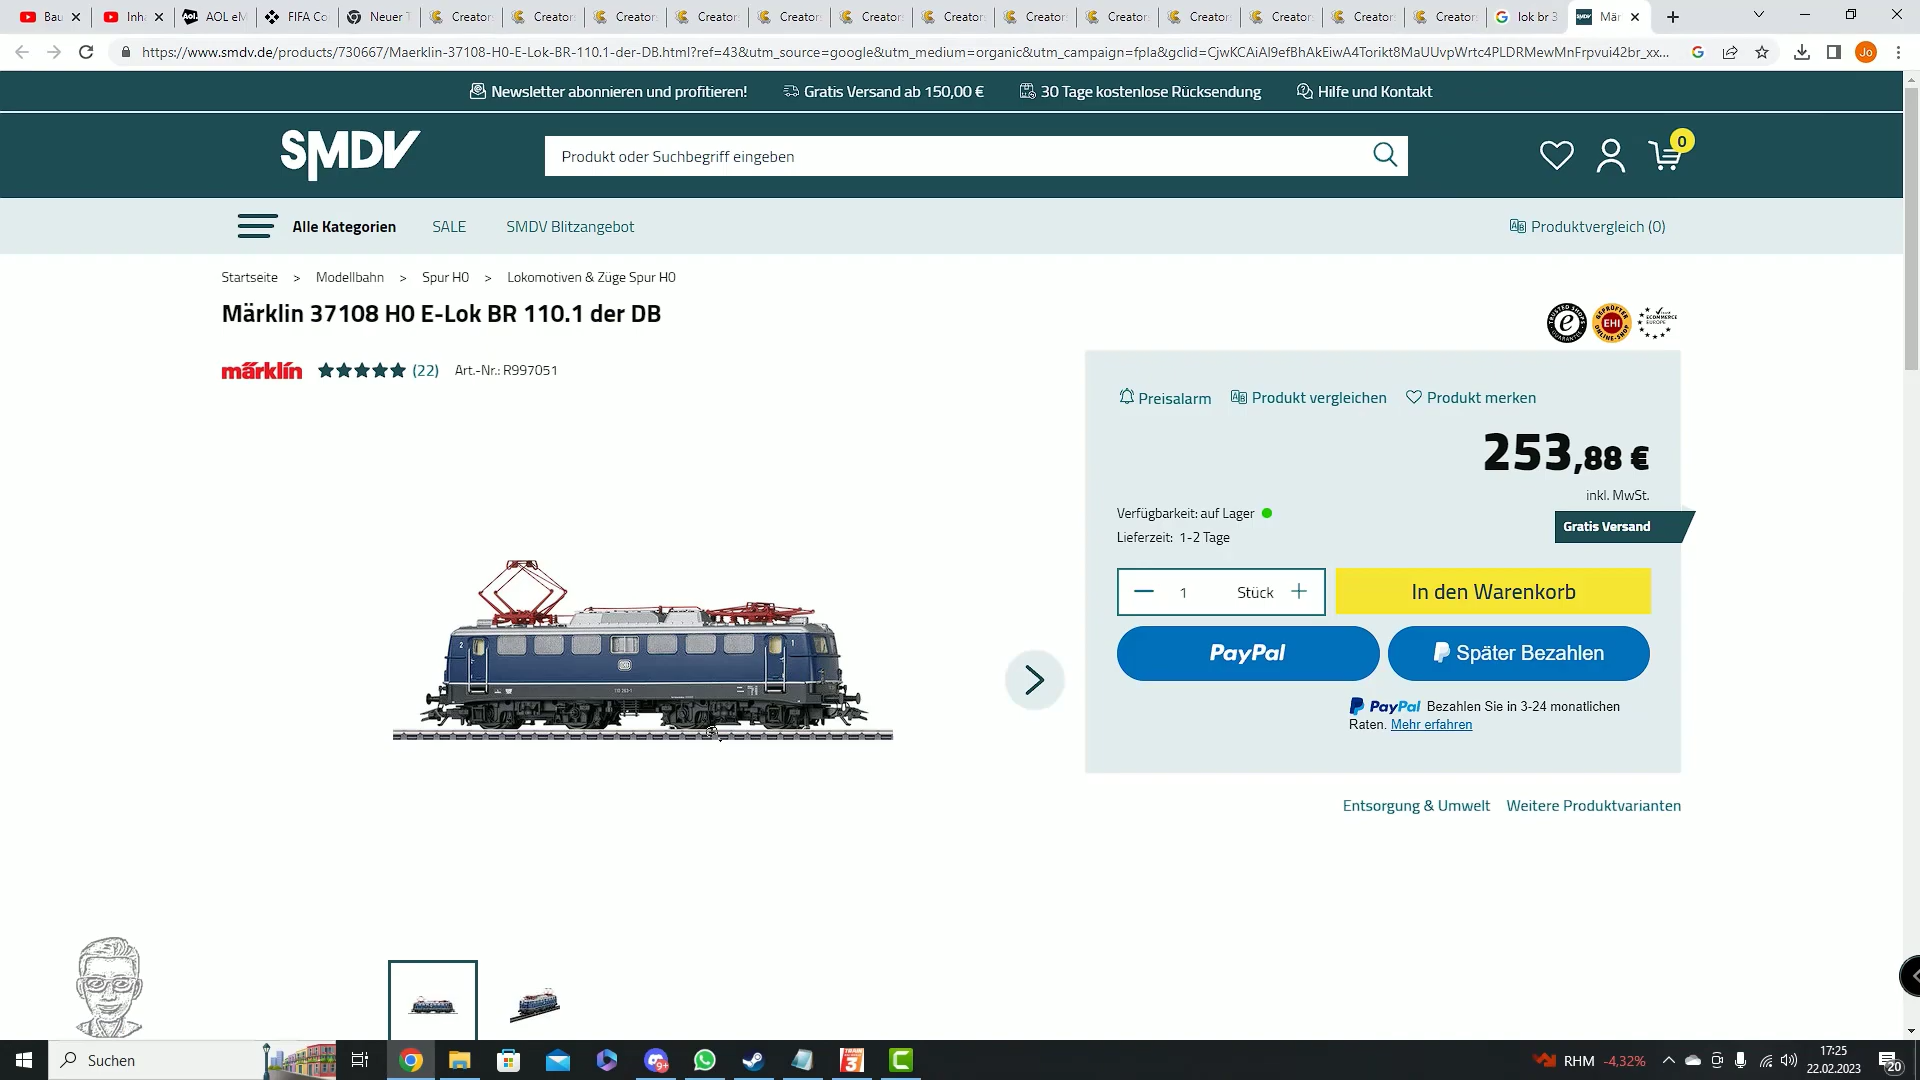 Bau
Inh
AOL eM
FIFA Co
Neuer T
Creator
Creator
Creator
Creator
Creator
Creator
Creator
Creator
Creator
Creator
Creator
Creator
Creator
lok br 3
Mär
https://www.smdv.de/products/730667/Maerklin-37108-H0-E-Lok-BR-110.1-der-DB.html?ref=43&utm_source=google&utm_medium=organic&utm_campaign=fpla&gclid=CjwKCAiAl9efBhAkEiwA4Torikt8MaUUvpWrtc4PLDRMewMnFrpvui42br_xx...
Jo
Newsletter abonnieren und profitieren!
Gratis Versand ab 150,00 €
30 Tage kostenlose Rücksendung
Hilfe und Kontakt
SMDV
Produkt oder Suchbegriff eingeben
0
Alle Kategorien
SALE
SMDV Blitzangebot
Produktvergleich (0)
Startseite > Modellbahn > Spur H0 > Lokomotiven & Züge Spur H0
Märklin 37108 H0 E-Lok BR 110.1 der DB
märklin
(22)
Art.-Nr.: R997051
Preisalarm
Produkt vergleichen
Produkt merken
253,88 €
inkl. MwSt.
Verfügbarkeit: auf Lager
Gratis Versand
Lieferzeit: 1-2 Tage
1 Stück
In den Warenkorb
PayPal
Später Bezahlen
PayPal Bezahlen Sie in 3-24 monatlichen
Raten. Mehr erfahren
Entsorgung & Umwelt
Weitere Produktvarianten
Suchen
RHM -4,32%
17:25
22.02.2023
20